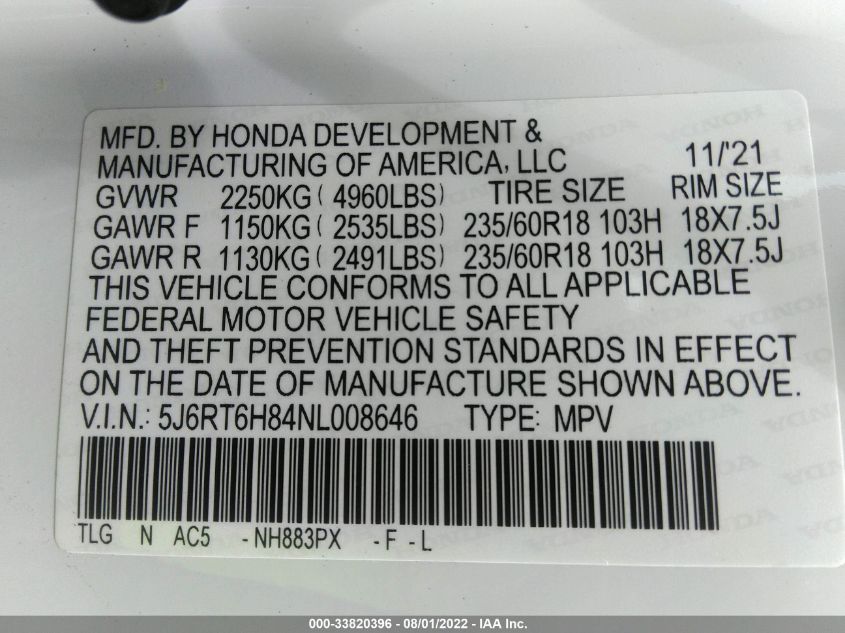 MFD. BY HONDA DEVELOPMENT &
MANUFACTURING OF AMERICA, LLC 11/'21
GVWR 2250KG ( 4960LBS) TIRE SIZE RIM SIZE
GAWR F 1150KG ( 2535LBS) 235/60R18 103H 18X7.5J
GAWR R 1130KG ( 2491LBS) 235/60R18 103H 18X7.5J
THIS VEHICLE CONFORMS TO ALL APPLICABLE
FEDERAL MOTOR VEHICLE SAFETY
AND THEFT PREVENTION STANDARDS IN EFFECT
ON THE DATE OF MANUFACTURE SHOWN ABOVE.
V.I.N.: 5J6RT6H84NL008646 TYPE: MPV
TLG N AC5 -NH883PX -F -L
000-33820396 - 08/01/2022 - IAA Inc.